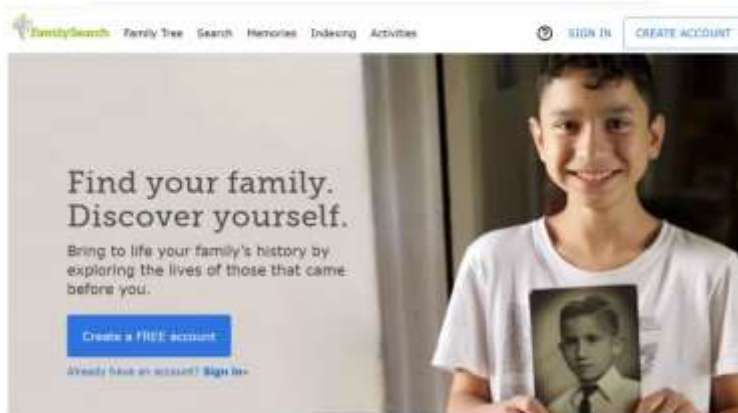 FamilySearch Family Tree Search Memories Indexing Activities SIGN IN CREATE ACCOUNT
Find your family.
Discover yourself.
Bring to life your family's history by
exploring the lives of those that came
before you.
Create a FREE account
Already have an account? Sign in›